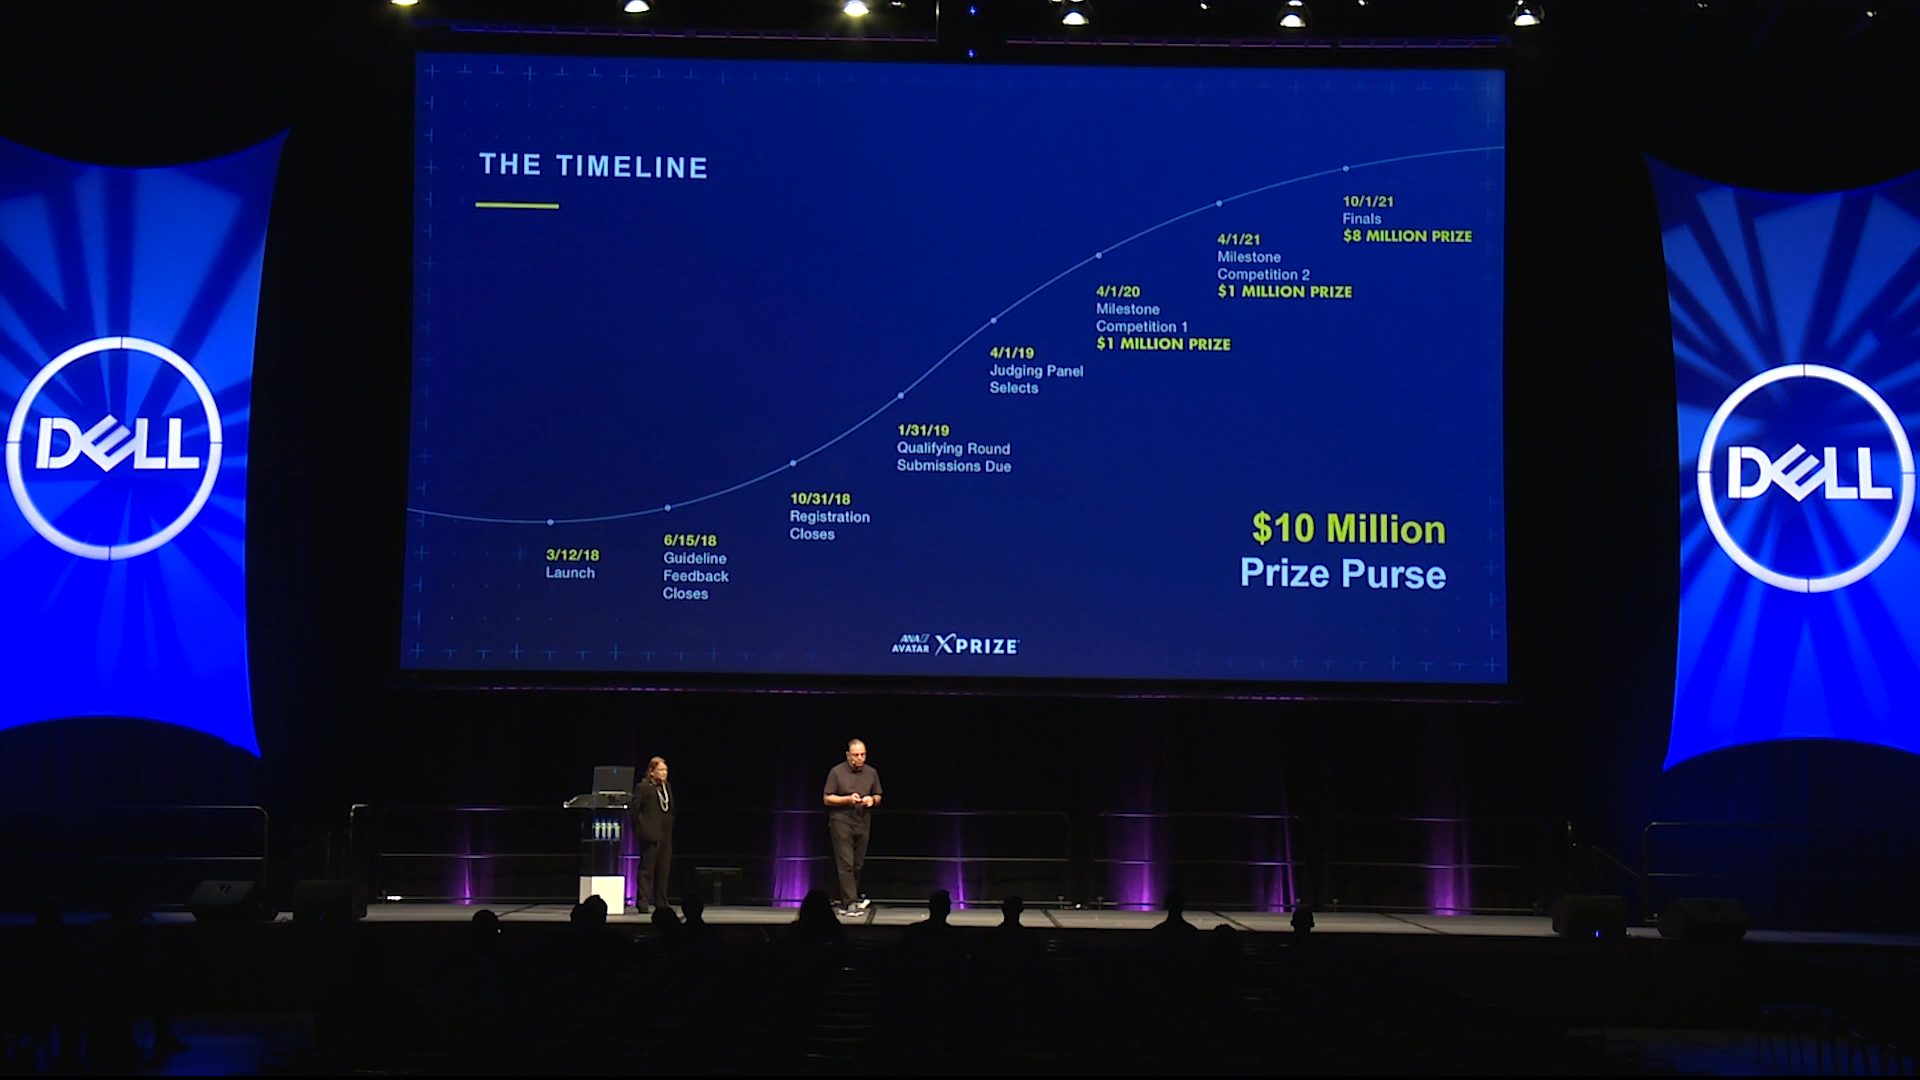 THE TIMELINE
3/12/18
Launch
6/15/18
Guideline
Feedback
Closes
10/31/18
Registration
Closes
1/31/19
Qualifying Round
Submissions Due
4/1/19
Judging Panel
Selects
4/1/20
Milestone
Competition 1
$1 MILLION PRIZE
4/1/21
Milestone
Competition 2
$1 MILLION PRIZE
10/1/21
Finals
$8 MILLION PRIZE
$10 Million
Prize Purse
ANA
AVATAR XPRIZE
DELL
DELL